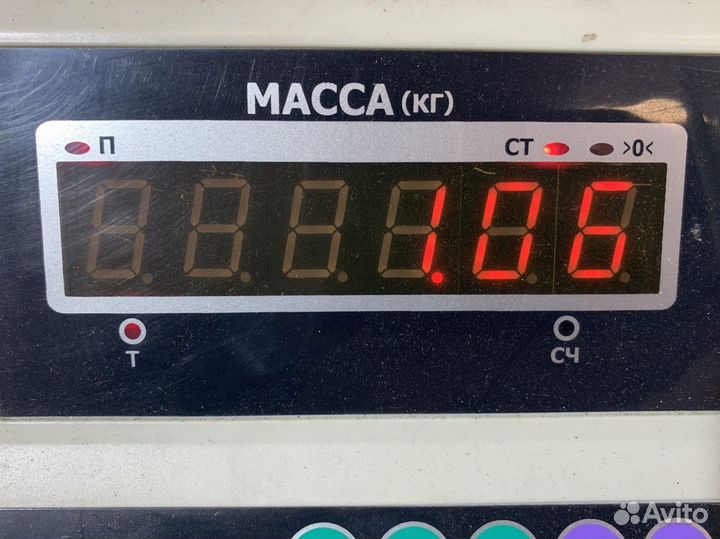 МАССА (КГ)
П СТ >0<
1.06
Т СЧ
Avito